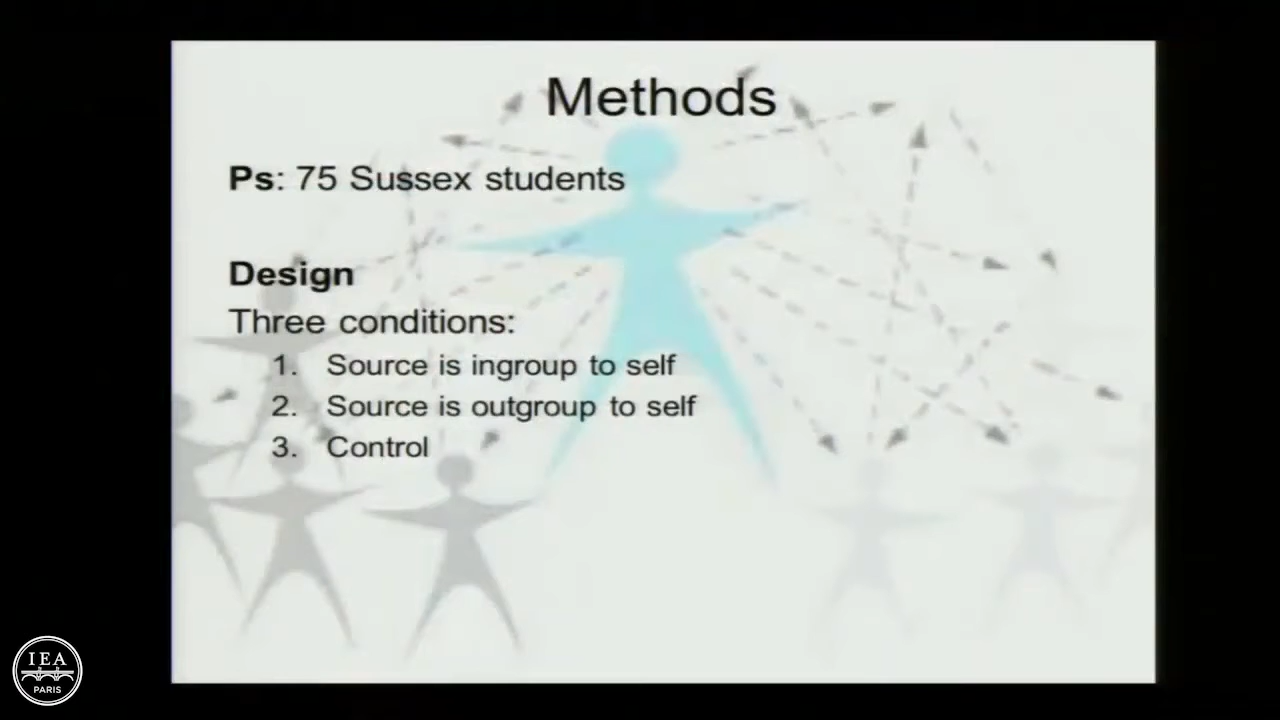 Methods
Ps: 75 Sussex students
Design
Three conditions:
1. Source is ingroup to self
2. Source is outgroup to self
3. Control
IEA
PARIS